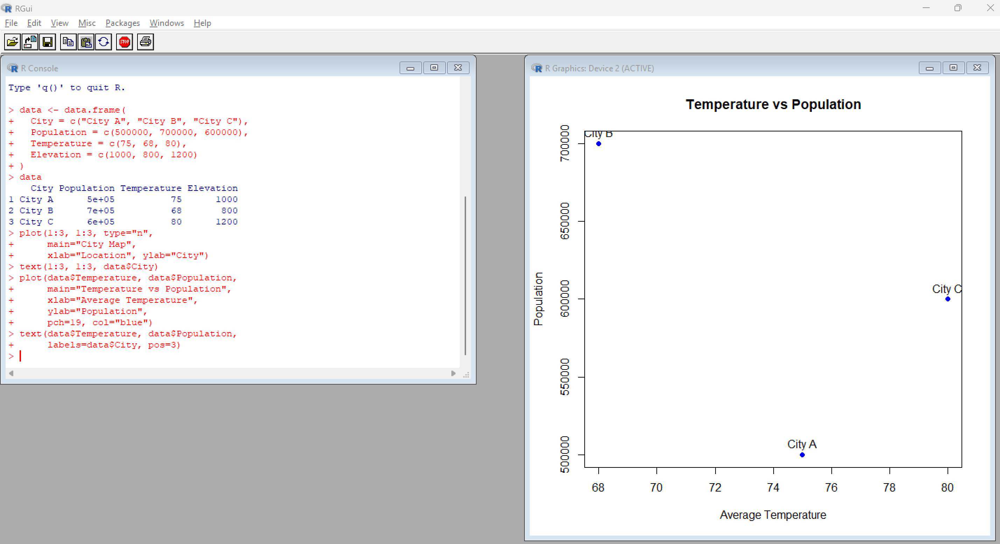 RGui
File Edit View Misc Packages Windows Help
STOP
R Console
Type 'q()' to quit R.
> data <- data.frame(
+   City = c("City A", "City B", "City C"),
+   Population = c(500000, 700000, 600000),
+   Temperature = c(75, 68, 80),
+   Elevation = c(1000, 800, 1200)
+ )
> data
    City Population Temperature Elevation
1 City A      5e+05          75      1000
2 City B      7e+05          68       800
3 City C      6e+05          80      1200
> plot(1:3, 1:3, type="n",
+      main="City Map",
+      xlab="Location", ylab="City")
> text(1:3, 1:3, data$City)
> plot(data$Temperature, data$Population,
+      main="Temperature vs Population",
+      xlab="Average Temperature",
+      ylab="Population",
+      pch=19, col="blue")
> text(data$Temperature, data$Population,
+      labels=data$City, pos=3)
>
R Graphics: Device 2 (ACTIVE)
Temperature vs Population
City B
700000
650000
City C
600000
Population
550000
City A
500000
68 70 72 74 76 78 80
Average Temperature